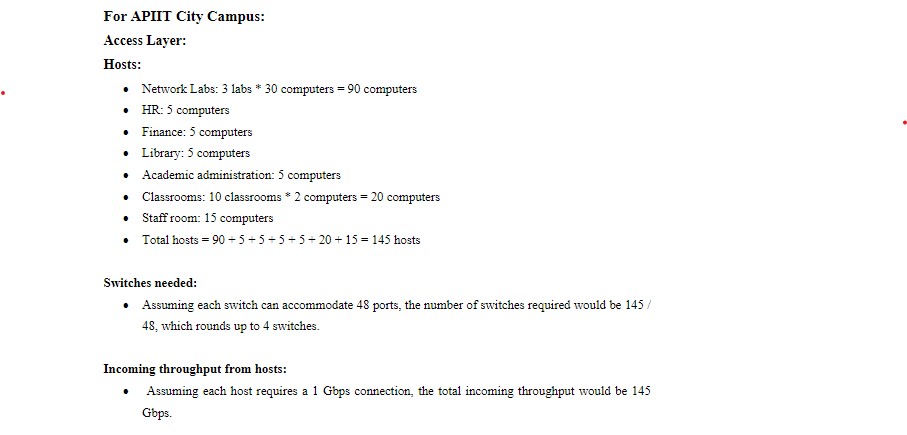 For APIIT City Campus:
Access Layer:
Hosts:
• Network Labs: 3 labs * 30 computers = 90 computers
• HR: 5 computers
• Finance: 5 computers
• Library: 5 computers
• Academic administration: 5 computers
• Classrooms: 10 classrooms * 2 computers = 20 computers
• Staff room: 15 computers
• Total hosts = 90 + 5 + 5 + 5 + 5 + 20 + 15 = 145 hosts
Switches needed:
• Assuming each switch can accommodate 48 ports, the number of switches required would be 145 /
48, which rounds up to 4 switches.
Incoming throughput from hosts:
• Assuming each host requires a 1 Gbps connection, the total incoming throughput would be 145
Gbps.